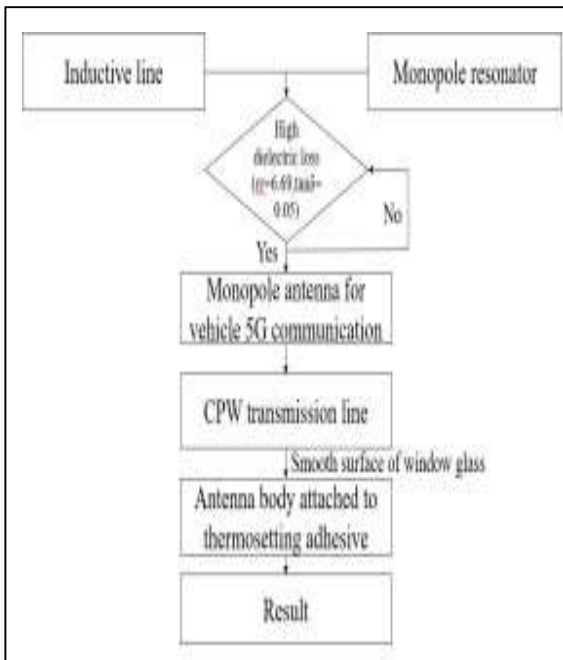 Inductive line
Monopole resonator
High
dielectric loss
(εr=6.69,tanδ=
0.05)
No
Yes
Monopole antenna for
vehicle 5G communication
CPW transmission line
Smooth surface of window glass
Antenna body attached to
thermosetting adhesive
Result